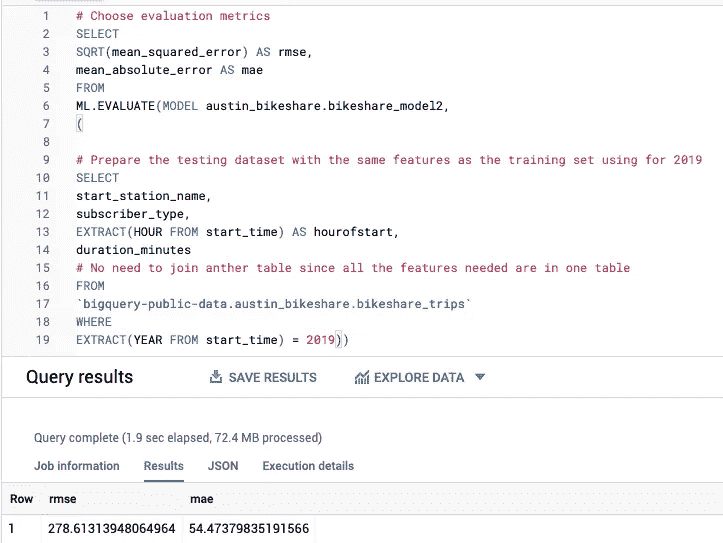 1 # Choose evaluation metrics
2 SELECT
3 SQRT(mean_squared_error) AS rmse,
4 mean_absolute_error AS mae
5 FROM
6 ML.EVALUATE(MODEL austin_bikeshare.bikeshare_model2,
7 (
8
9 # Prepare the testing dataset with the same features as the training set using for 2019
10 SELECT
11 start_station_name,
12 subscriber_type,
13 EXTRACT(HOUR FROM start_time) AS hourofstart,
14 duration_minutes
15 # No need to join anther table since all the features needed are in one table
16 FROM
17 `bigquery-public-data.austin_bikeshare.bikeshare_trips`
18 WHERE
19 EXTRACT(YEAR FROM start_time) = 2019))
Query results SAVE RESULTS EXPLORE DATA
Query complete (1.9 sec elapsed, 72.4 MB processed)
Job information Results JSON Execution details
Row rmse mae
1 278.61313948064964 54.47379835191566